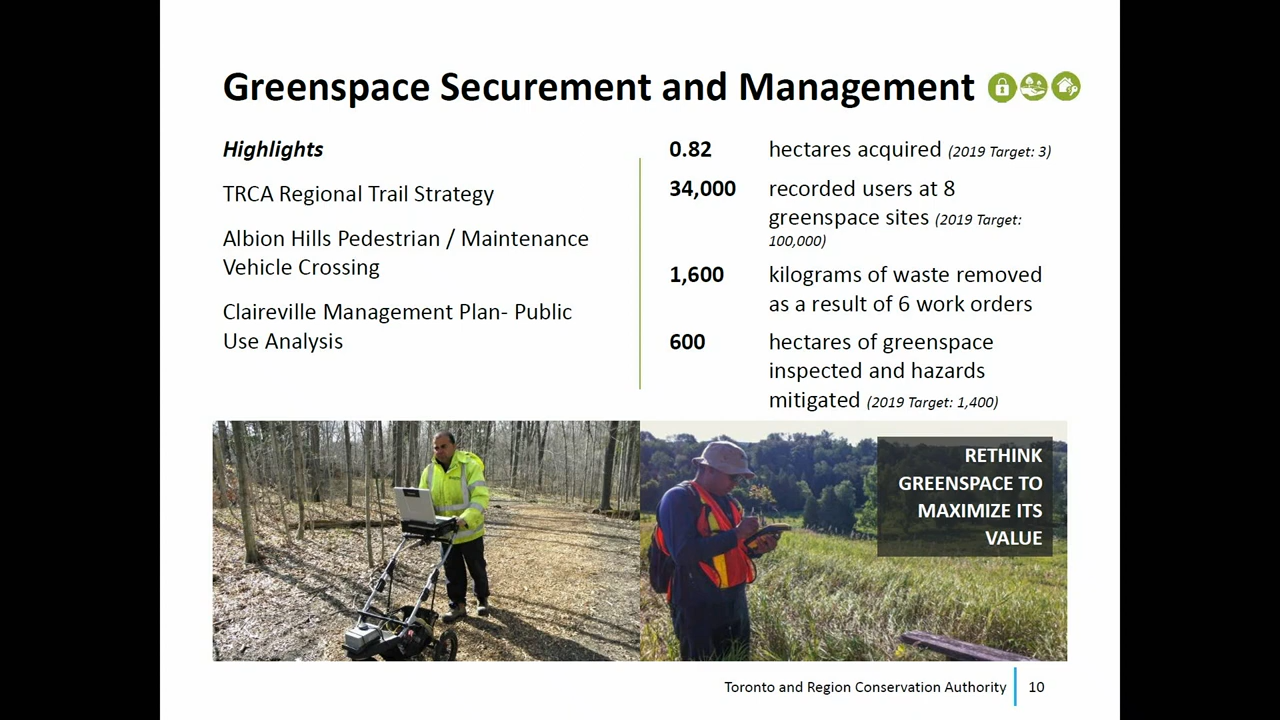 Greenspace Securement and Management
Highlights
TRCA Regional Trail Strategy
Albion Hills Pedestrian / Maintenance
Vehicle Crossing
Claireville Management Plan- Public
Use Analysis
0.82 hectares acquired (2019 Target: 3)
34,000 recorded users at 8
greenspace sites (2019 Target:
100,000)
1,600 kilograms of waste removed
as a result of 6 work orders
600 hectares of greenspace
inspected and hazards
mitigated (2019 Target: 1,400)
RETHINK
GREENSPACE TO
MAXIMIZE ITS
VALUE
Toronto and Region Conservation Authority 10